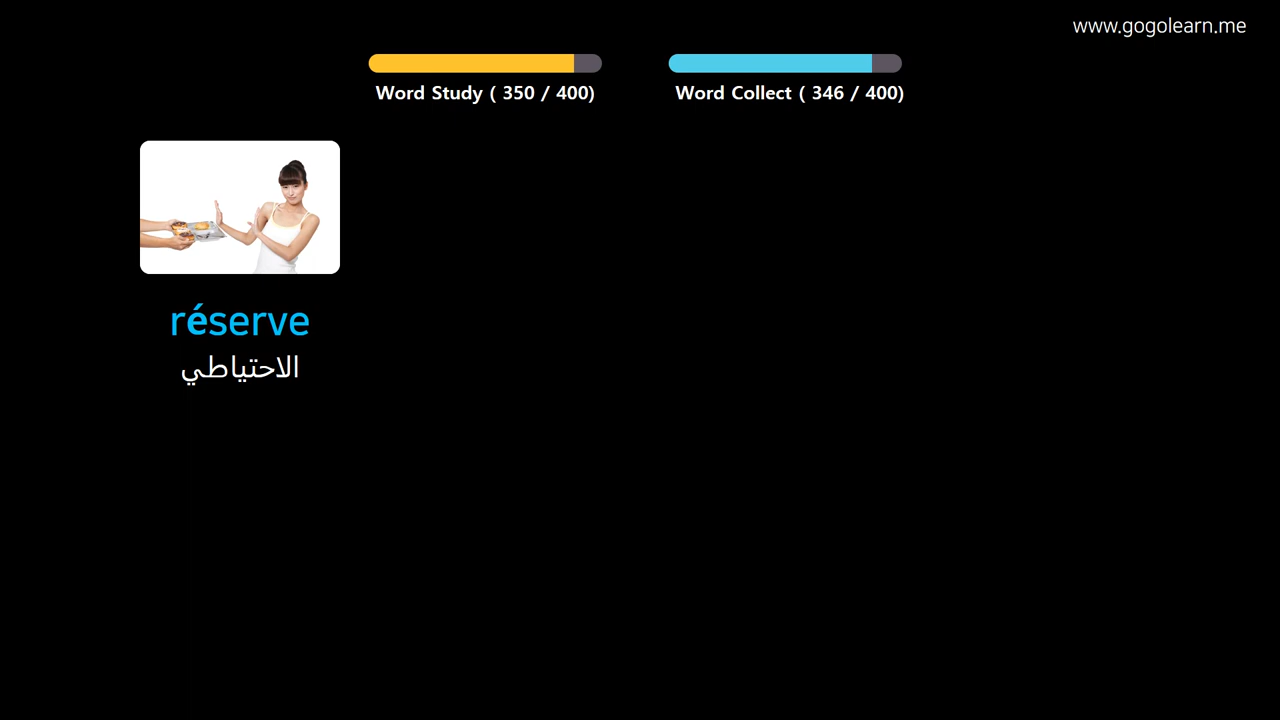 www.gogolearn.me
Word Study ( 350 / 400)
Word Collect ( 346 / 400)
réserve
الاحتياطي